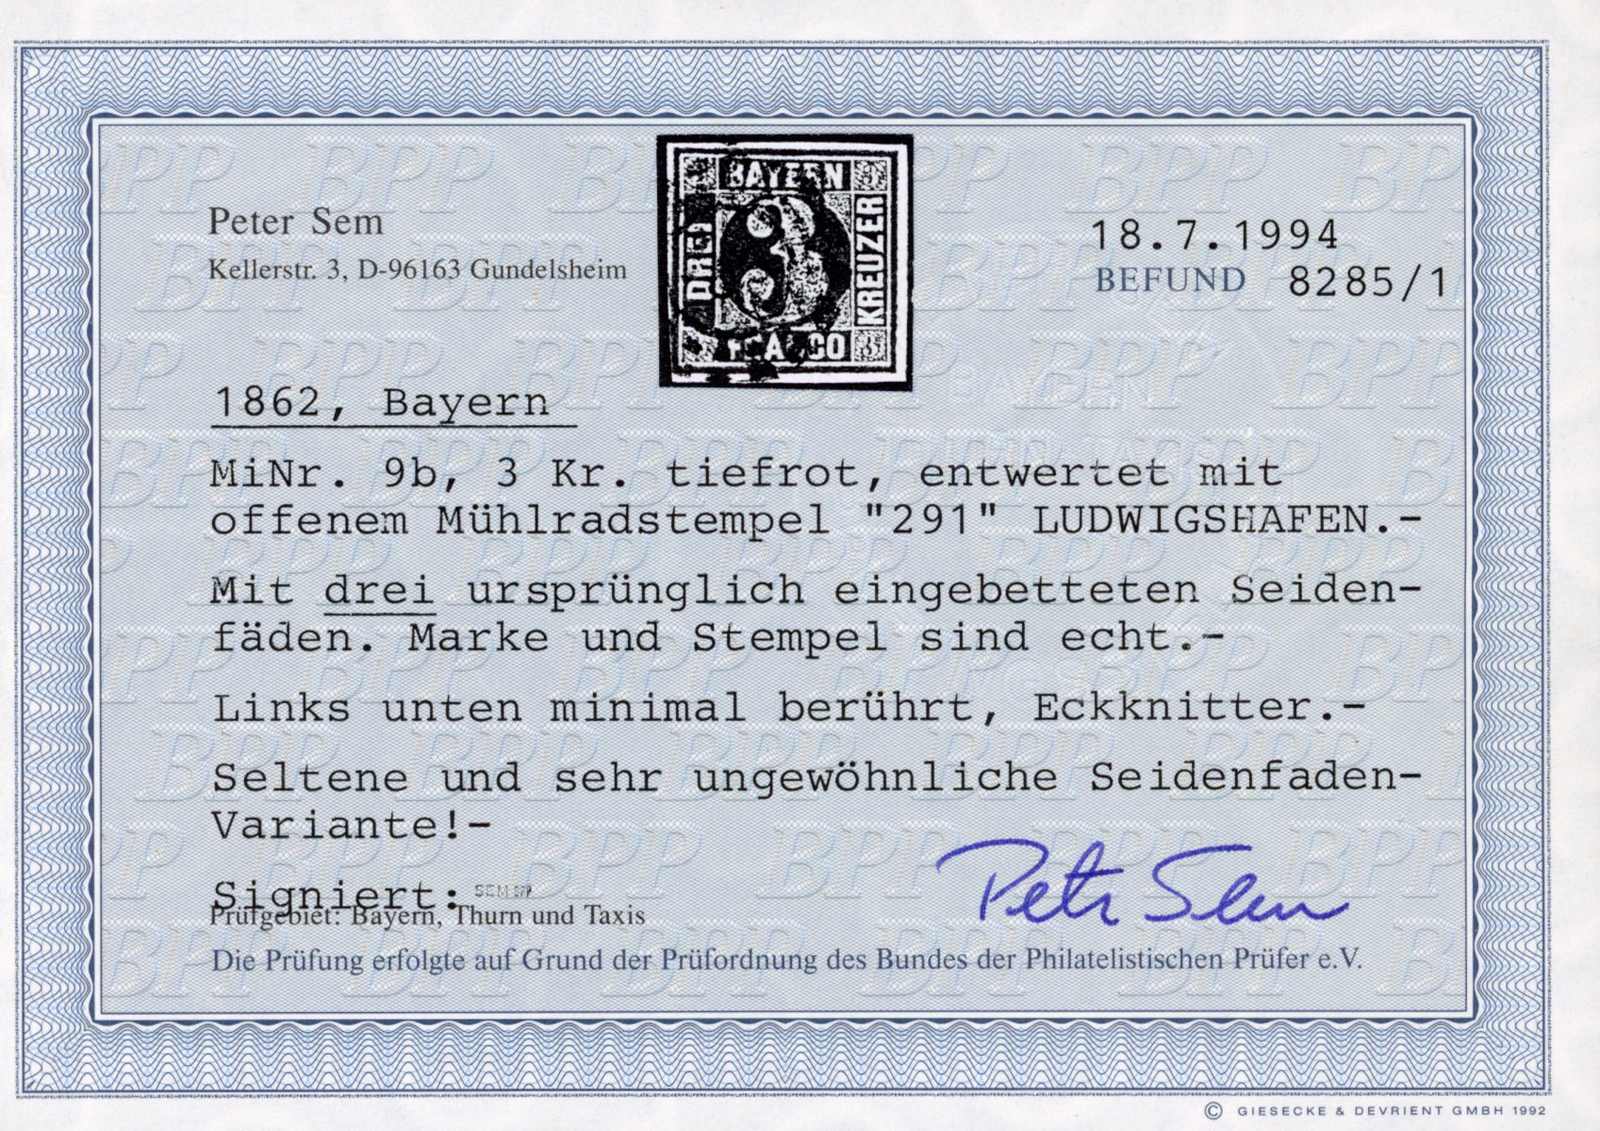 Peter Sem
Kellerstr. 3, D-96163 Gundelsheim
BAYERN
DREI
3
KREUZER
3
18.7.1994
BEFUND 8285/1
1862, Bayern
MiNr. 9b, 3 Kr. tiefrot, entwertet mit
offenem Mühlradstempel "291" LUDWIGSHAFEN.-
Mit drei ursprünglich eingebetteten Seiden-
fäden. Marke und Stempel sind echt.-
Links unten minimal berührt, Eckknitter.-
Seltene und sehr ungewöhnliche Seidenfaden-
Variante!-
Signiert: SEM
Peter Sem
Prüfgebiet: Bayern, Thurn und Taxis
Die Prüfung erfolgte auf Grund der Prüfordnung des Bundes der Philatelistischen Prüfer e.V.
© GIESECKE & DEVRIENT GMBH 1992